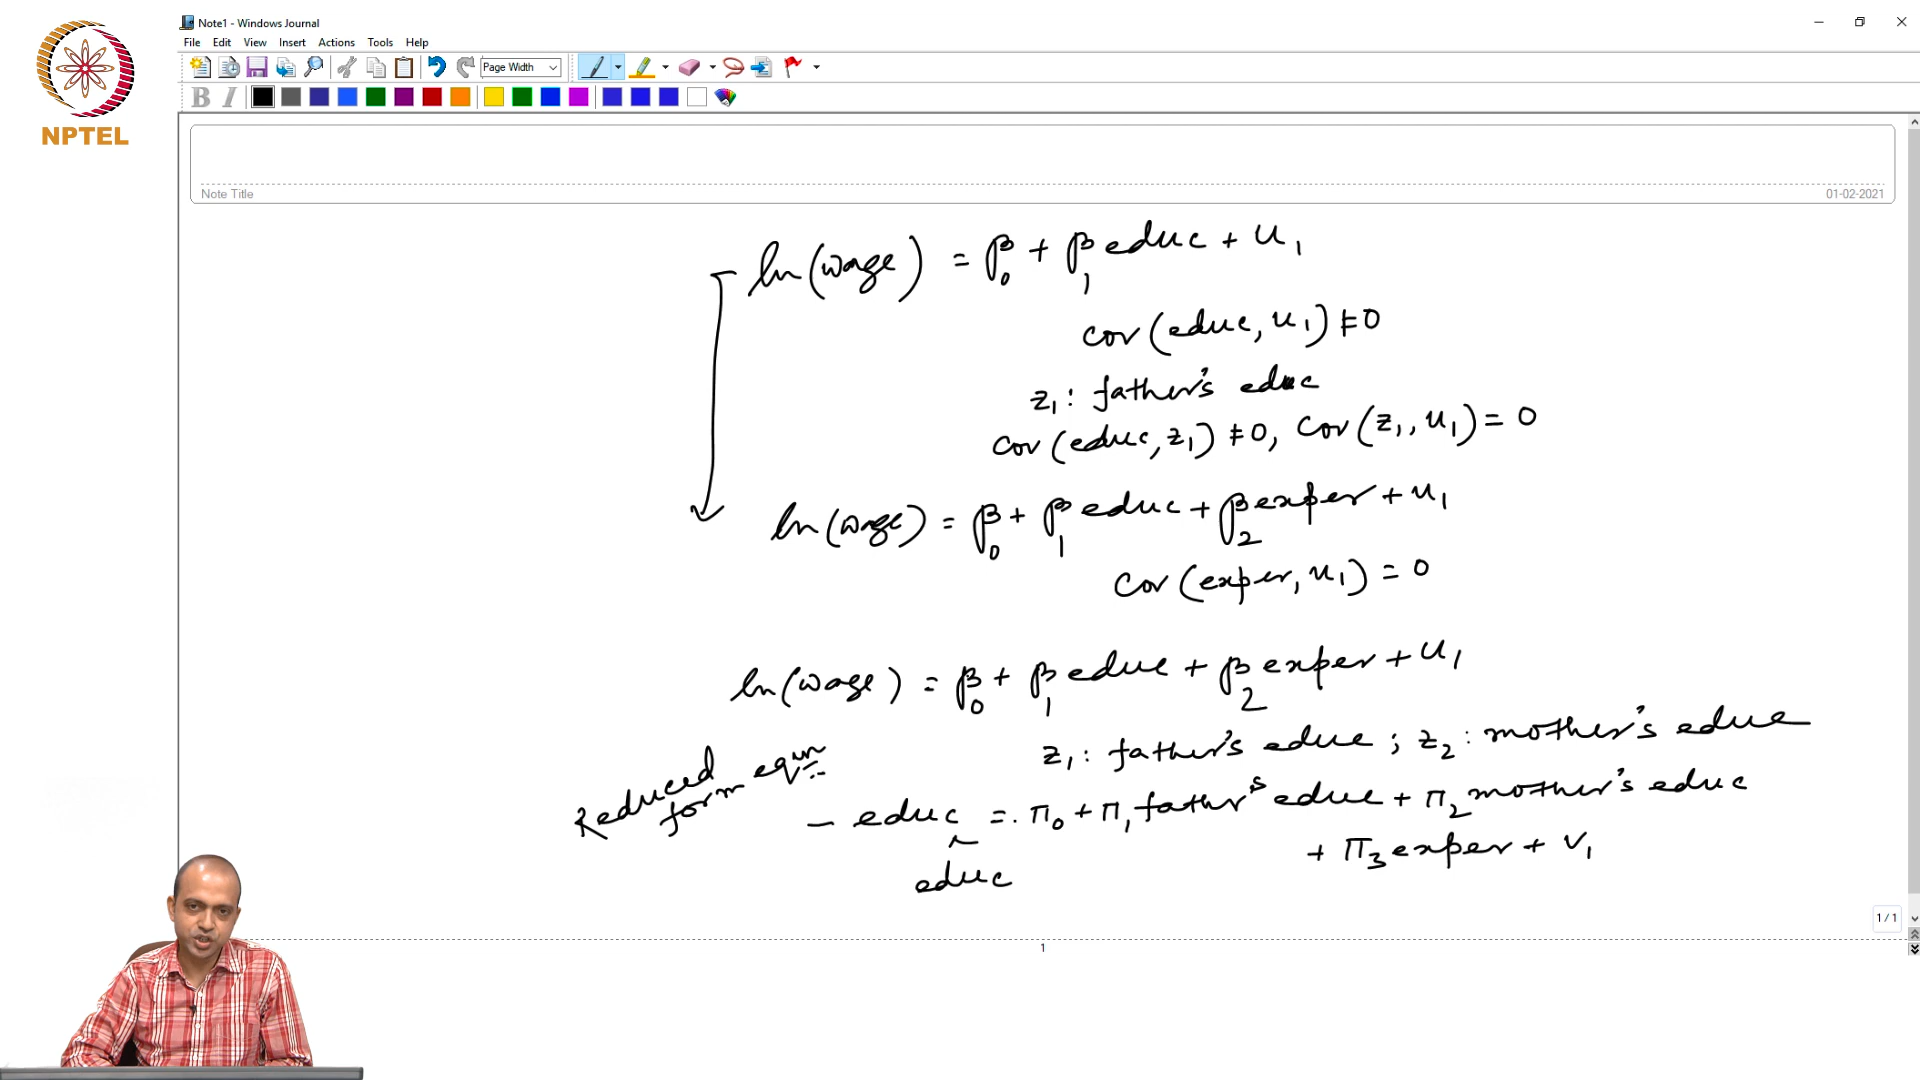 Note1 - Windows Journal
File Edit View Insert Actions Tools Help
Page Width
B I
NPTEL
Note Title
01-02-2021
ln(wage) = β₀ + β₁ educ + u₁
cov(educ, u₁) ≠ 0
z₁: father's educ
cov(educ, z₁) ≠ 0, cov(z₁, u₁) = 0
ln(wage) = β₀ + β₁ educ + β₂ exper + u₁
cov(exper, u₁) = 0
ln(wage) = β₀ + β₁ educ + β₂ exper + u₁
z₁: father's educ ; z₂: mother's educ
Reduced form eqn
– educ = π₀ + π₁ fathr's educ + π₂ mother's educ
+ π₃ exper + v₁
educ
1/1
1